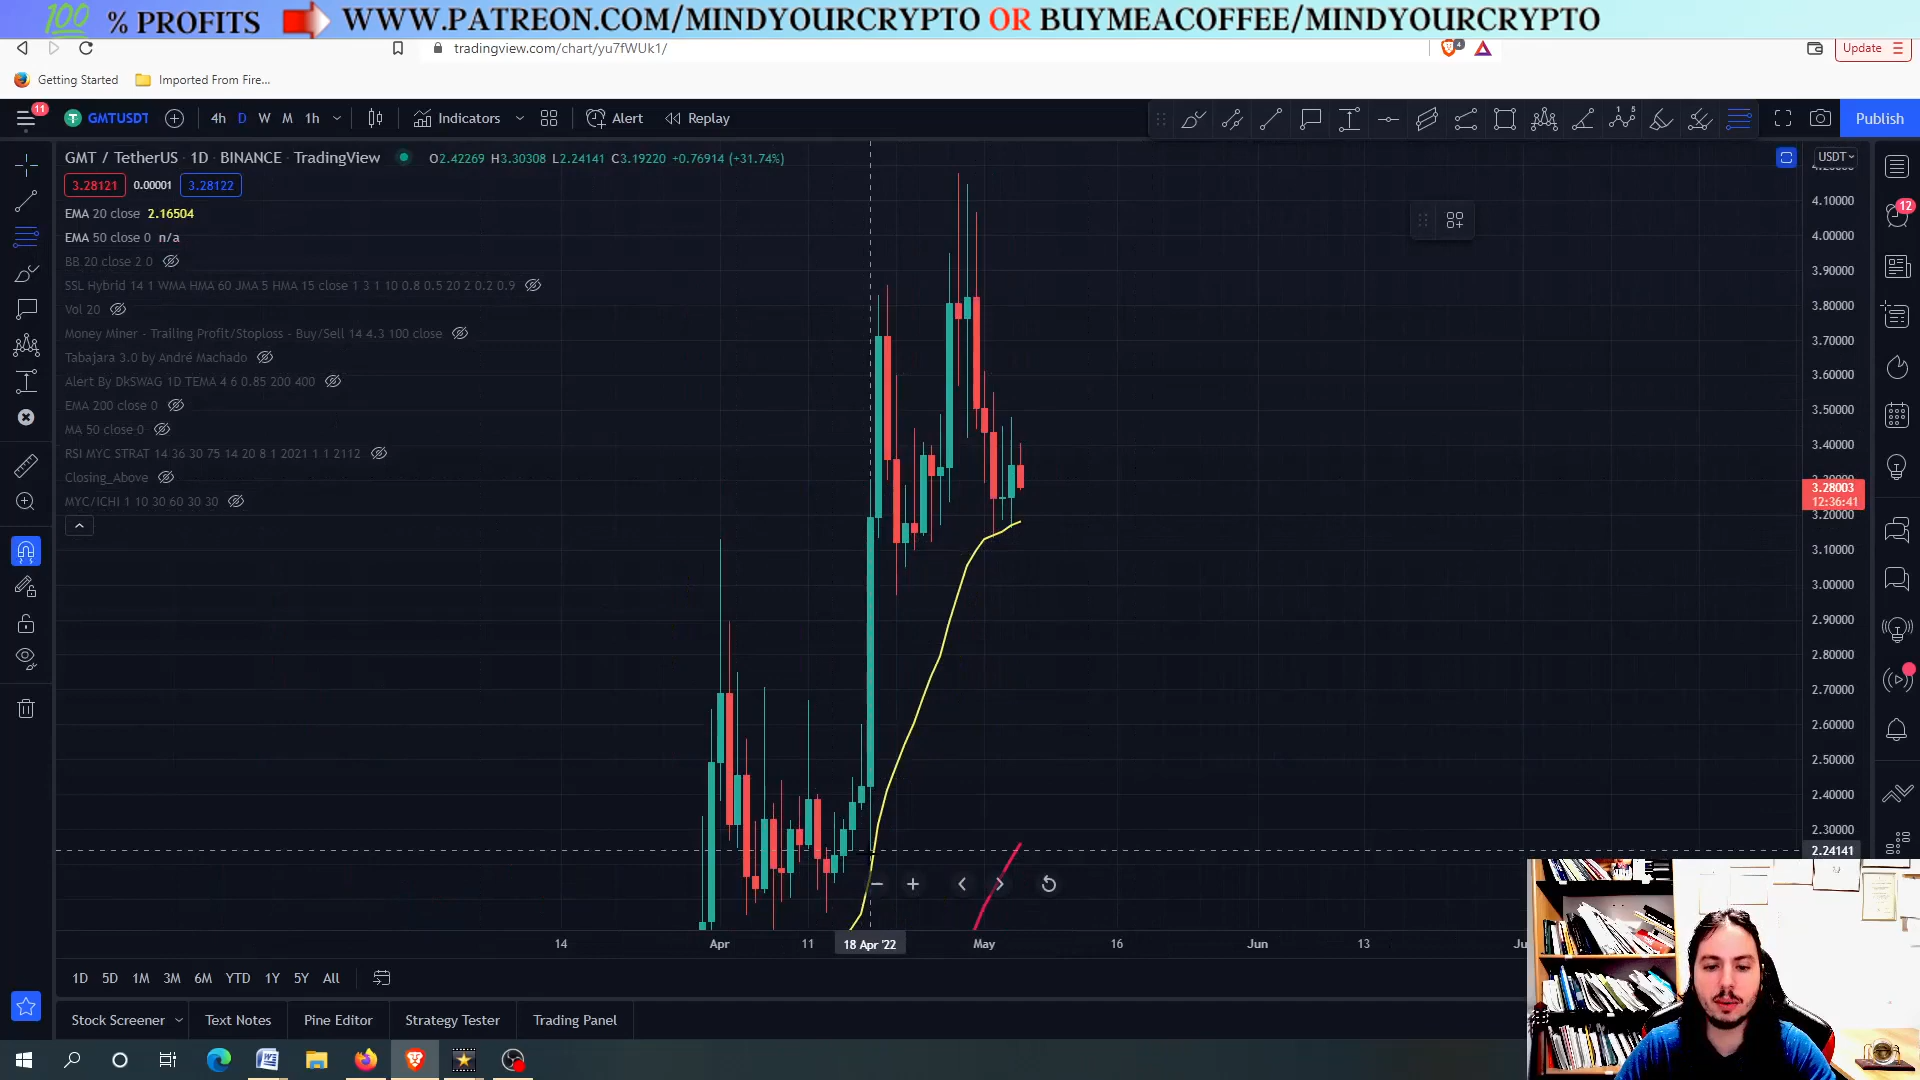 💯 % PROFITS WWW.PATREON.COM/MINDYOURCRYPTO OR BUYMEACOFFEE/MINDYOURCRYPTO
tradingview.com/chart/yu7fWUk1/
4
Update
Getting Started Imported From Fire...
11
GMTUSDT 4h D W M 1h Indicators Alert Replay Publish
GMT / TetherUS · 1D · BINANCE · TradingView O2.42269 H3.30308 L2.24141 C3.19220 +0.76914 (+31.74%)
USDT
3.28121 0.00001 3.28122
EMA 20 close 2.16504
EMA 50 close 0 n/a
BB 20 close 2 0
SSL Hybrid 14 1 WMA HMA 60 JMA 5 HMA 15 close 1 3 1 10 0.8 0.5 20 2 0.2 0.9
Vol 20
Money Miner - Trailing Profit/Stoploss - Buy/Sell 14 4.3 100 close
Tabajara 3.0 by André Machado
Alert By DkSWAG 1D TEMA 4 6 0.85 200 400
EMA 200 close 0
MA 50 close 0
RSI MYC STRAT 14 36 30 75 14 20 8 1 2021 1 1 2112
Closing_Above
MYC/ICHI 1 10 30 60 30 30
4.10000
4.00000
3.90000
3.80000
3.70000
3.60000
3.50000
3.40000
3.28003
12:36:41
3.20000
3.10000
3.00000
2.90000
2.80000
2.70000
2.60000
2.50000
2.40000
2.30000
2.24141
12
14 Apr 11 18 Apr '22 May 16 Jun 13
1D 5D 1M 3M 6M YTD 1Y 5Y All
Stock Screener Text Notes Pine Editor Strategy Tester Trading Panel